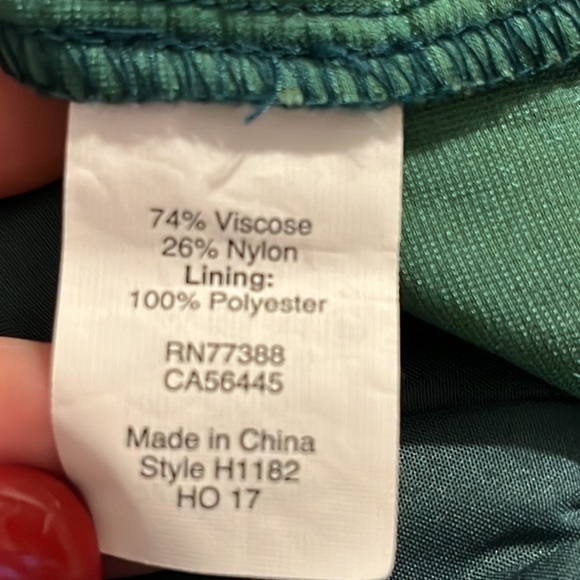 74% Viscose
26% Nylon
Lining:
100% Polyester
RN77388
CA56445
Made in China
Style H1182
HO 17